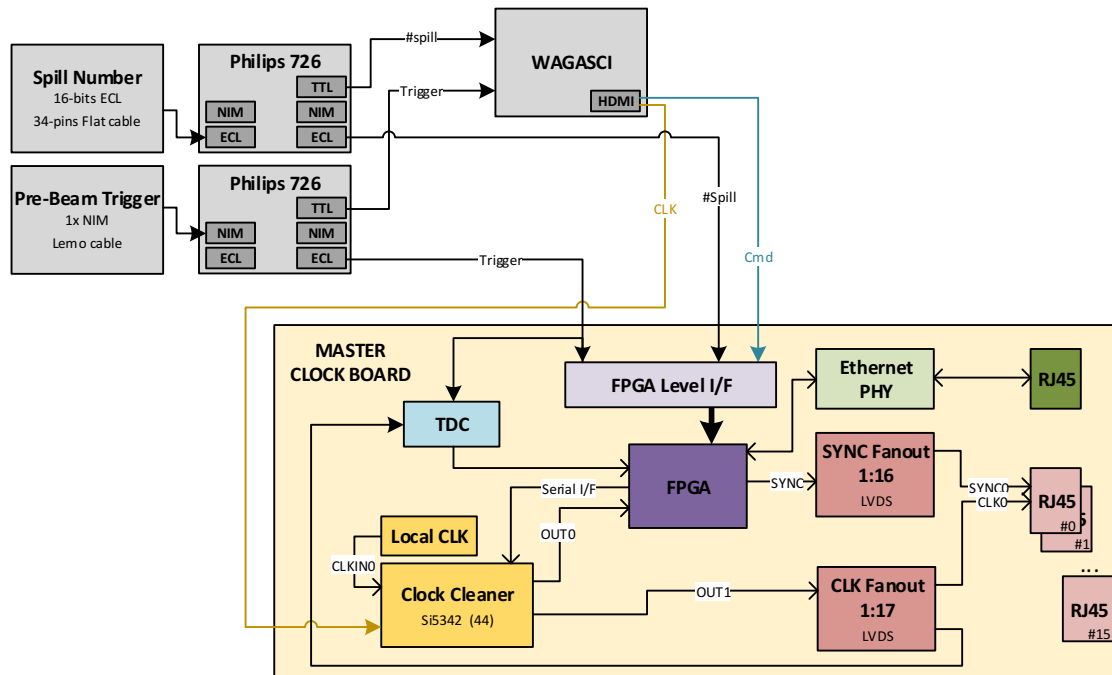 Spill Number
16-bits ECL
34-pins Flat cable
Philips 726
TTL
NIM
NIM
ECL
ECL
#spill
Trigger
WAGASCI
HDMI
Pre-Beam Trigger
1x NIM
Lemo cable
Philips 726
TTL
NIM
NIM
ECL
ECL
Trigger
CLK
#Spill
Cmd
MASTER
CLOCK BOARD
FPGA Level I/F
Ethernet
PHY
RJ45
TDC
FPGA
SYNC
SYNC Fanout
1:16
LVDS
SYNC0
CLK0
RJ45
#0
#1
...
RJ45
#15
Serial I/F
OUT0
Local CLK
CLKIN0
Clock Cleaner
Si5342 (44)
OUT1
CLK Fanout
1:17
LVDS